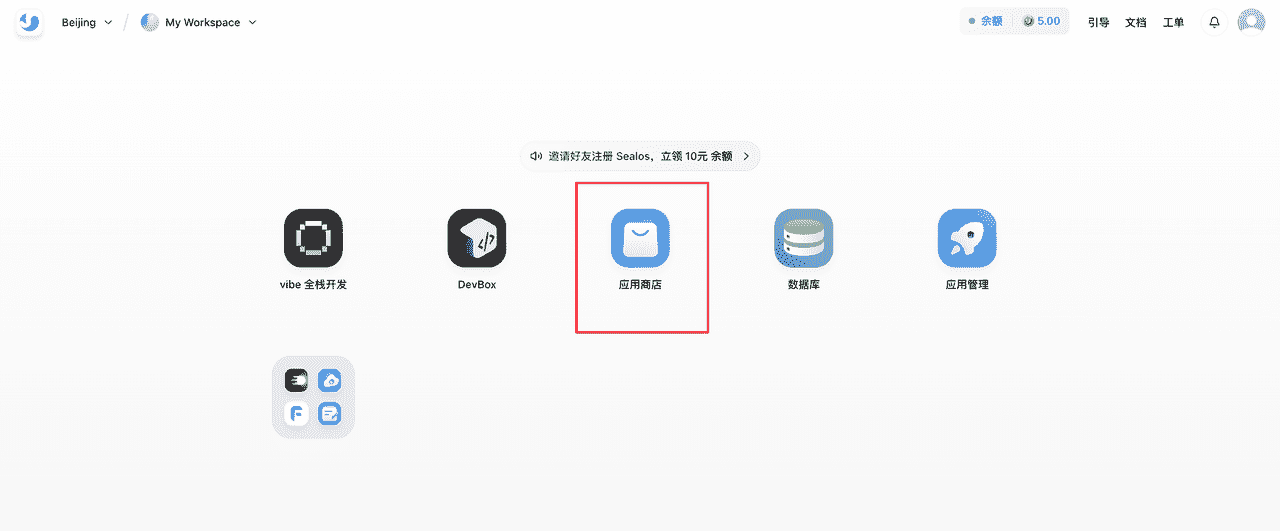 Beijing My Workspace 余额 5.00 引导 文档 工单
邀请好友注册 Sealos，立领 10元 余额
vibe 全栈开发 DevBox 应用商店 数据库 应用管理